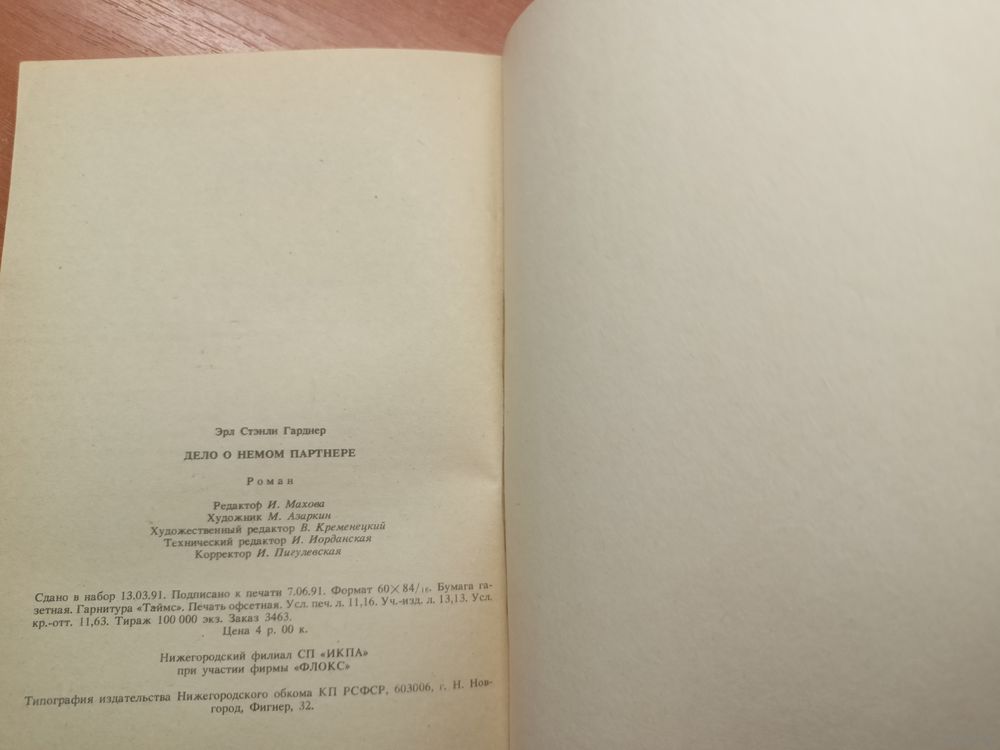 Эрл Стэнли Гарднер
ДЕЛО О НЕМОМ ПАРТНЕРЕ
Роман
Редактор И. Махова
Художник М. Азаркин
Художественный редактор В. Кременецкий
Технический редактор И. Иорданская
Корректор И. Пигулевская
Сдано в набор 13.03.91. Подписано к печати 7.06.91. Формат 60×84/16. Бумага га-
зетная. Гарнитура «Таймс». Печать офсетная. Усл. печ. л. 11,16. Уч.-изд. л. 13,13. Усл.
кр.-отт. 11,63. Тираж 100 000 экз. Заказ 3463.
Цена 4 р. 00 к.
Нижегородский филиал СП «ИКПА»
при участии фирмы «ФЛОКС»
Типография издательства Нижегородского обкома КП РСФСР, 603006, г. Н. Нов-
город, Фигнер, 32.